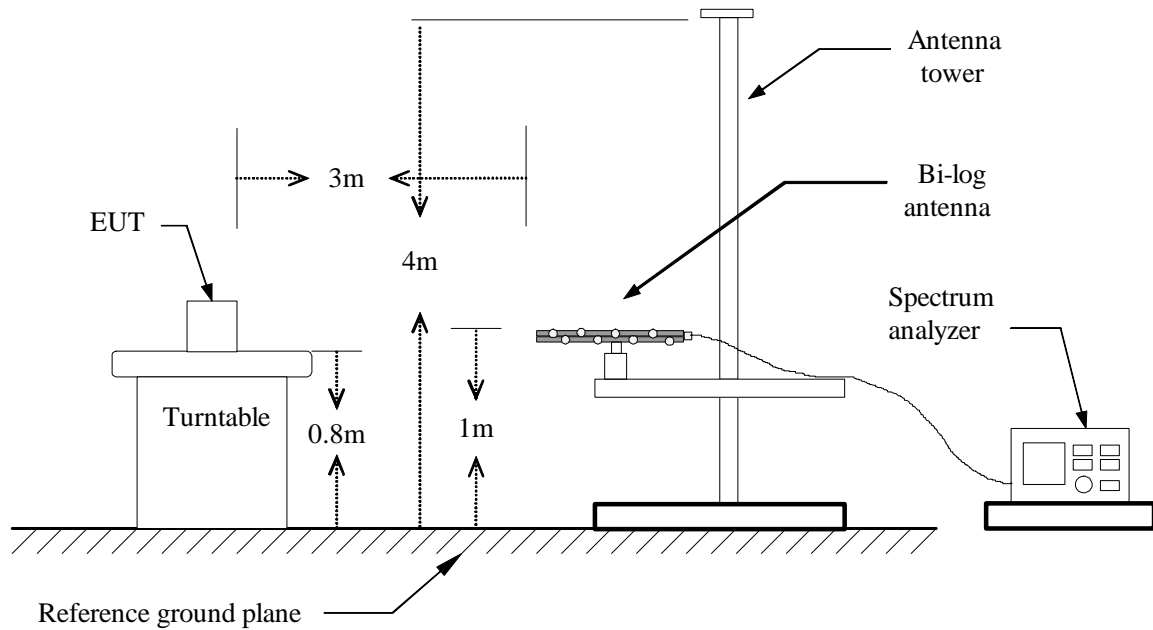 Antenna
tower
3m
Bi-log
antenna
EUT
4m
Spectrum
analyzer
Turntable
0.8m
1m
Reference ground plane